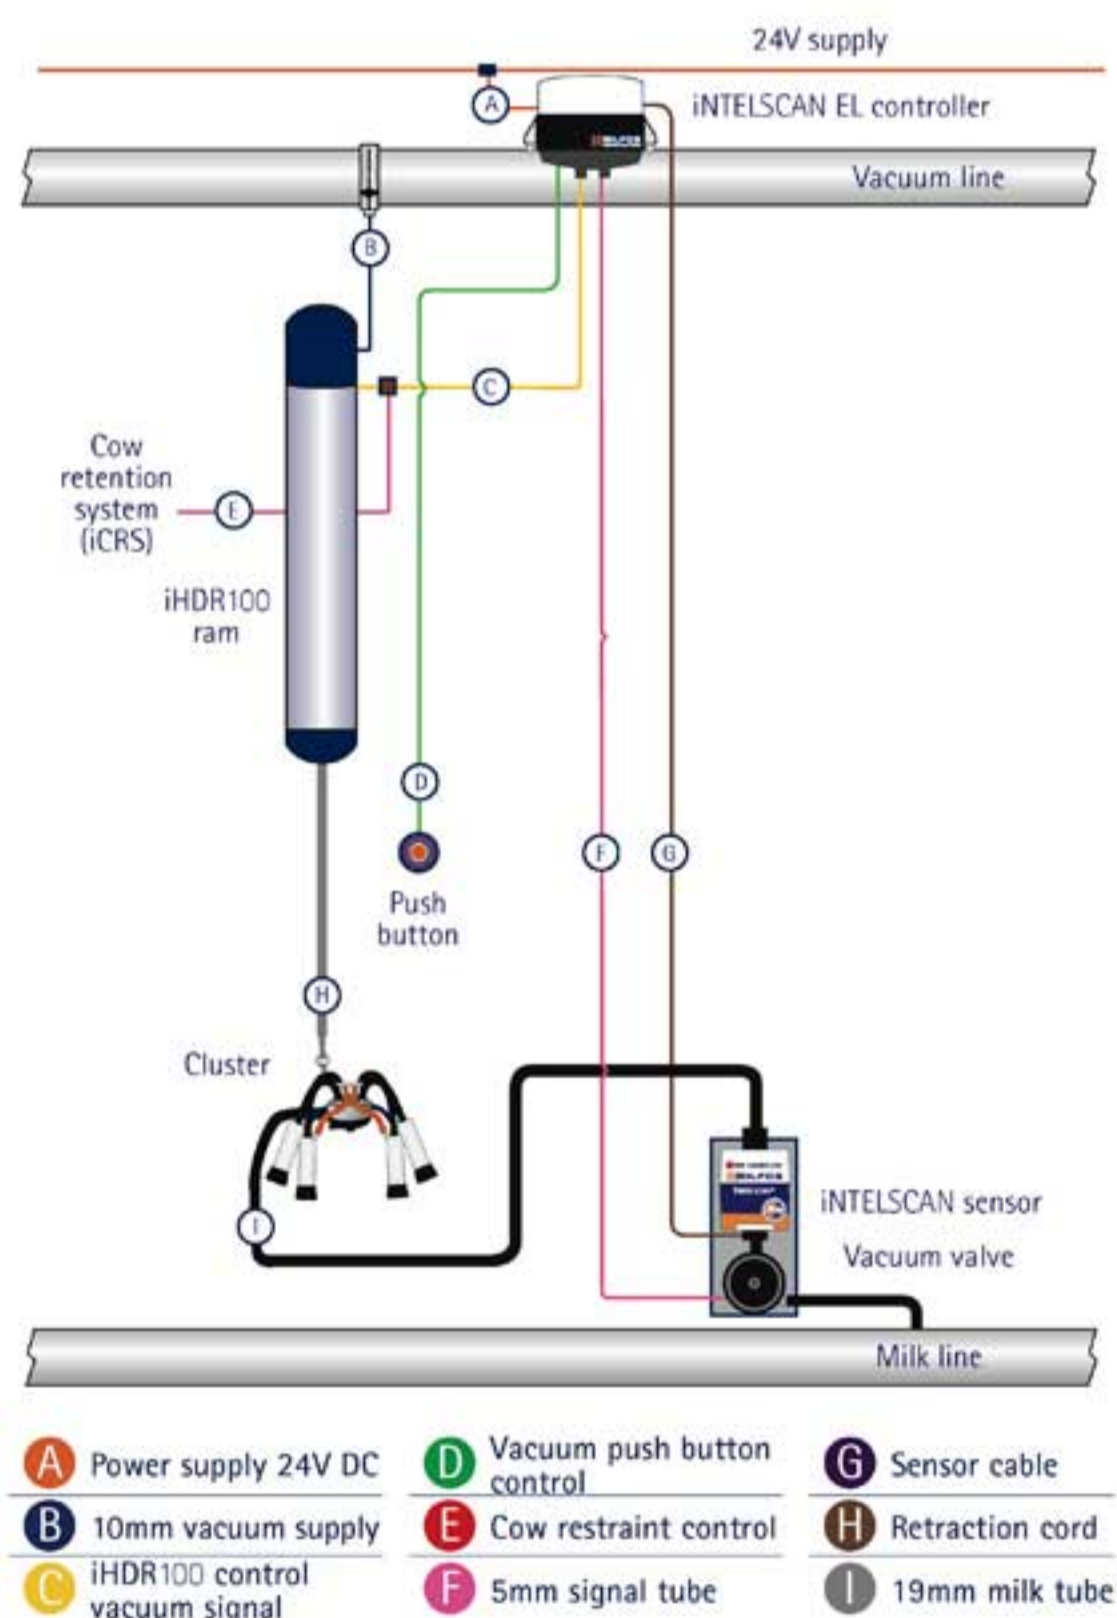 24V supply
A
iNTELSCAN EL controller
MILFOS
Vacuum line
B
C
Cow
retention
system
(iCRS)
E
iHDR100
ram
D
F
G
Push
button
H
Cluster
MILFOS
iNTELSCAN sensor
I
Vacuum valve
Milk line
A Power supply 24V DC
B 10mm vacuum supply
C iHDR100 control
vacuum signal
D Vacuum push button
control
E Cow restraint control
F 5mm signal tube
G Sensor cable
H Retraction cord
I 19mm milk tube